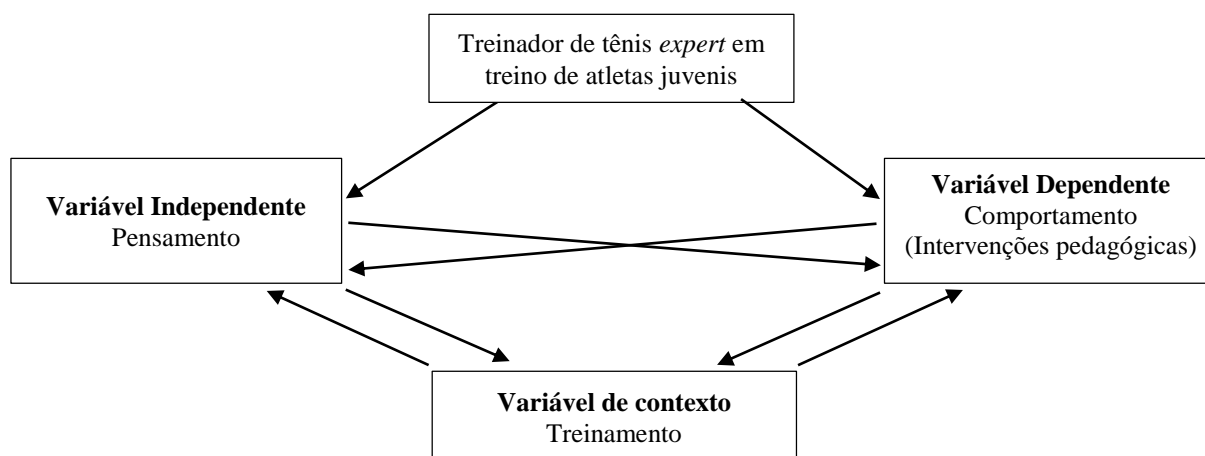 Treinador de tênis expert em
treino de atletas juvenis
Variável Independente
Pensamento
Variável Dependente
Comportamento
(Intervenções pedagógicas)
Variável de contexto
Treinamento